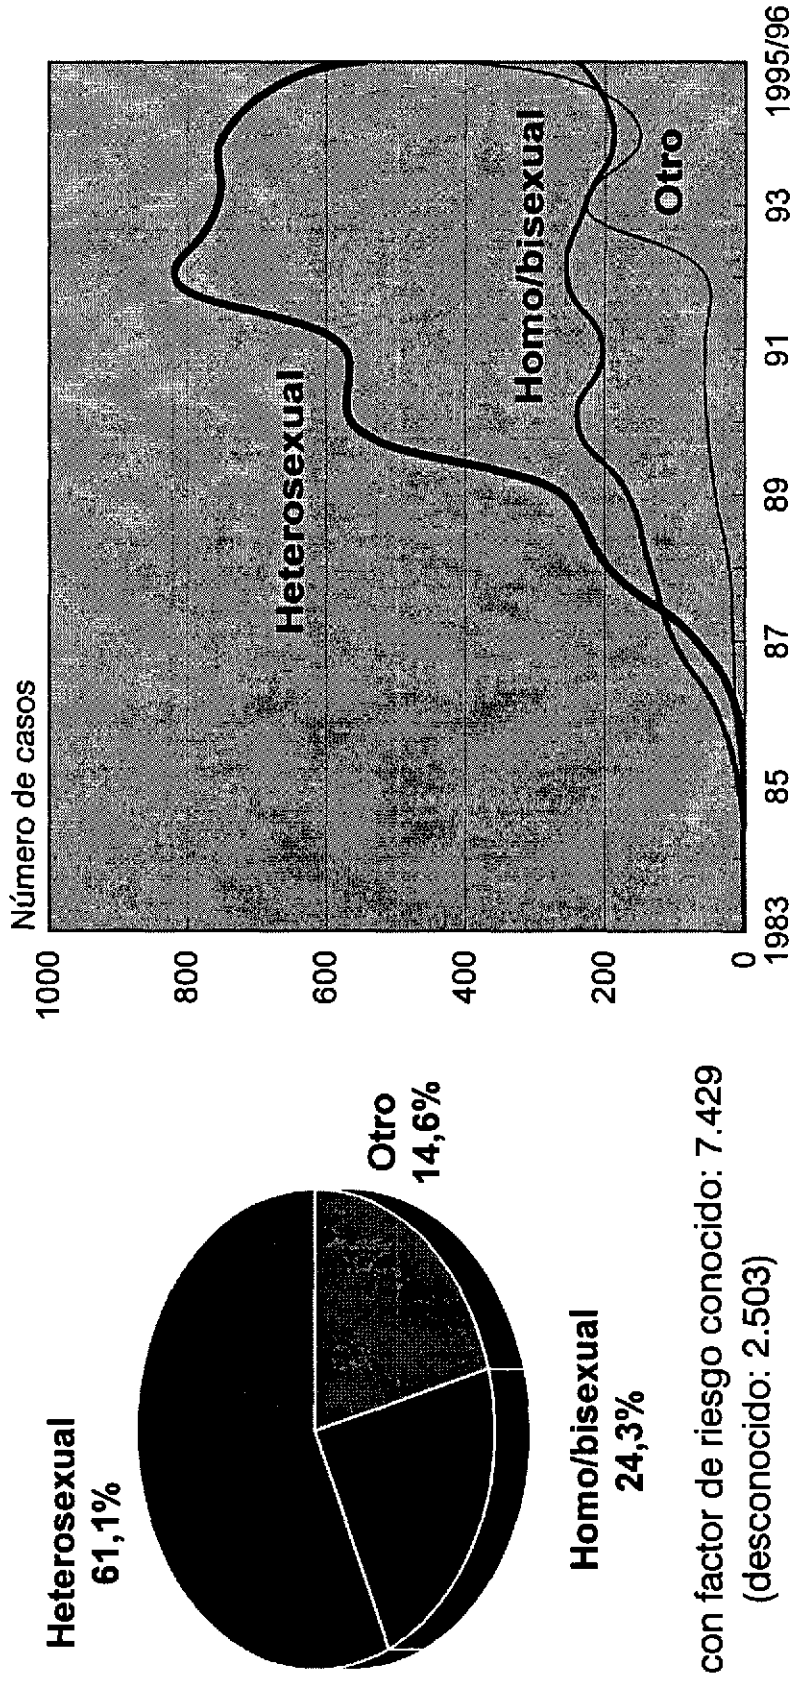 Heterosexual
61,1%
Otro
14,6%
Homo/bisexual
24,3%
con factor de riesgo conocido: 7.429
(desconocido: 2.503)
Número de casos
1000
800
600
400
200
0
Heterosexual
Homo/bisexual
Otro
1983
85
87
89
91
93
1995/96